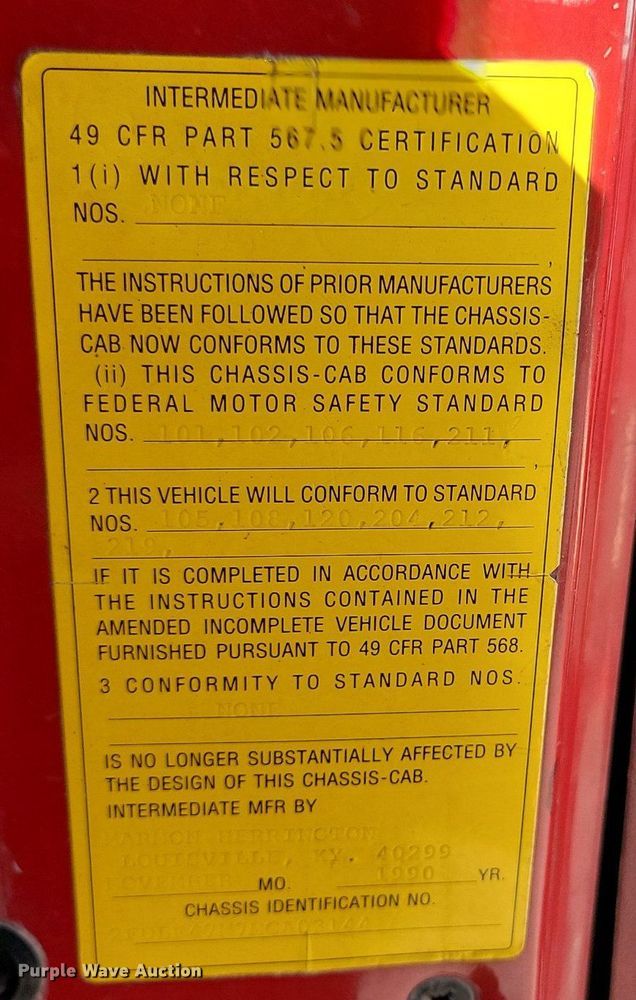 INTERMEDIATE MANUFACTURER
49 CFR PART 567.5 CERTIFICATION
1(i) WITH RESPECT TO STANDARD
NOS. NONE
,
THE INSTRUCTIONS OF PRIOR MANUFACTURERS
HAVE BEEN FOLLOWED SO THAT THE CHASSIS-
CAB NOW CONFORMS TO THESE STANDARDS.
(ii) THIS CHASSIS-CAB CONFORMS TO
FEDERAL MOTOR SAFETY STANDARD
NOS. 101,102,106,116,211,
,
2 THIS VEHICLE WILL CONFORM TO STANDARD
NOS. 105,108,120,204,212,
219,
IF IT IS COMPLETED IN ACCORDANCE WITH
THE INSTRUCTIONS CONTAINED IN THE
AMENDED INCOMPLETE VEHICLE DOCUMENT
FURNISHED PURSUANT TO 49 CFR PART 568.
3 CONFORMITY TO STANDARD NOS.
NONE
IS NO LONGER SUBSTANTIALLY AFFECTED BY
THE DESIGN OF THIS CHASSIS-CAB.
INTERMEDIATE MFR BY
MARMON HERRINGTON
LOUISVILLE, KY. 40299
NOVEMBER MO. 1990 YR.
CHASSIS IDENTIFICATION NO.
Purple Wave Auction